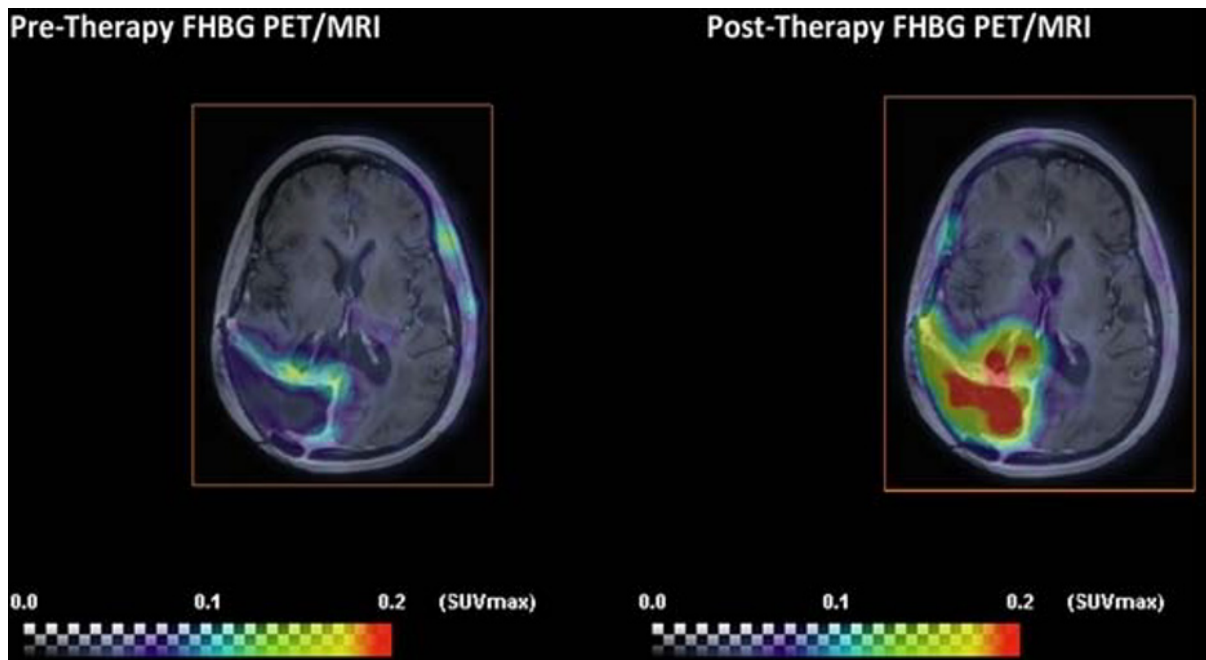 Pre-Therapy FHBG PET/MRI
Post-Therapy FHBG PET/MRI
0.0 0.1 0.2 (SUVmax)
0.0 0.1 0.2 (SUVmax)